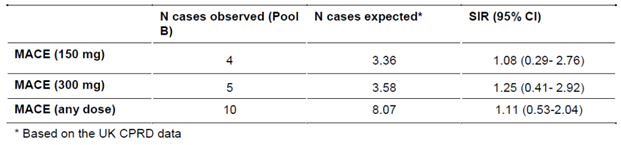 N cases observed (Pool B) N cases expected* SIR (95% CI)
MACE (150 mg) 4 3.36 1.08 (0.29- 2.76)
MACE (300 mg) 5 3.58 1.25 (0.41- 2.92)
MACE (any dose) 10 8.07 1.11 (0.53-2.04)
* Based on the UK CPRD data